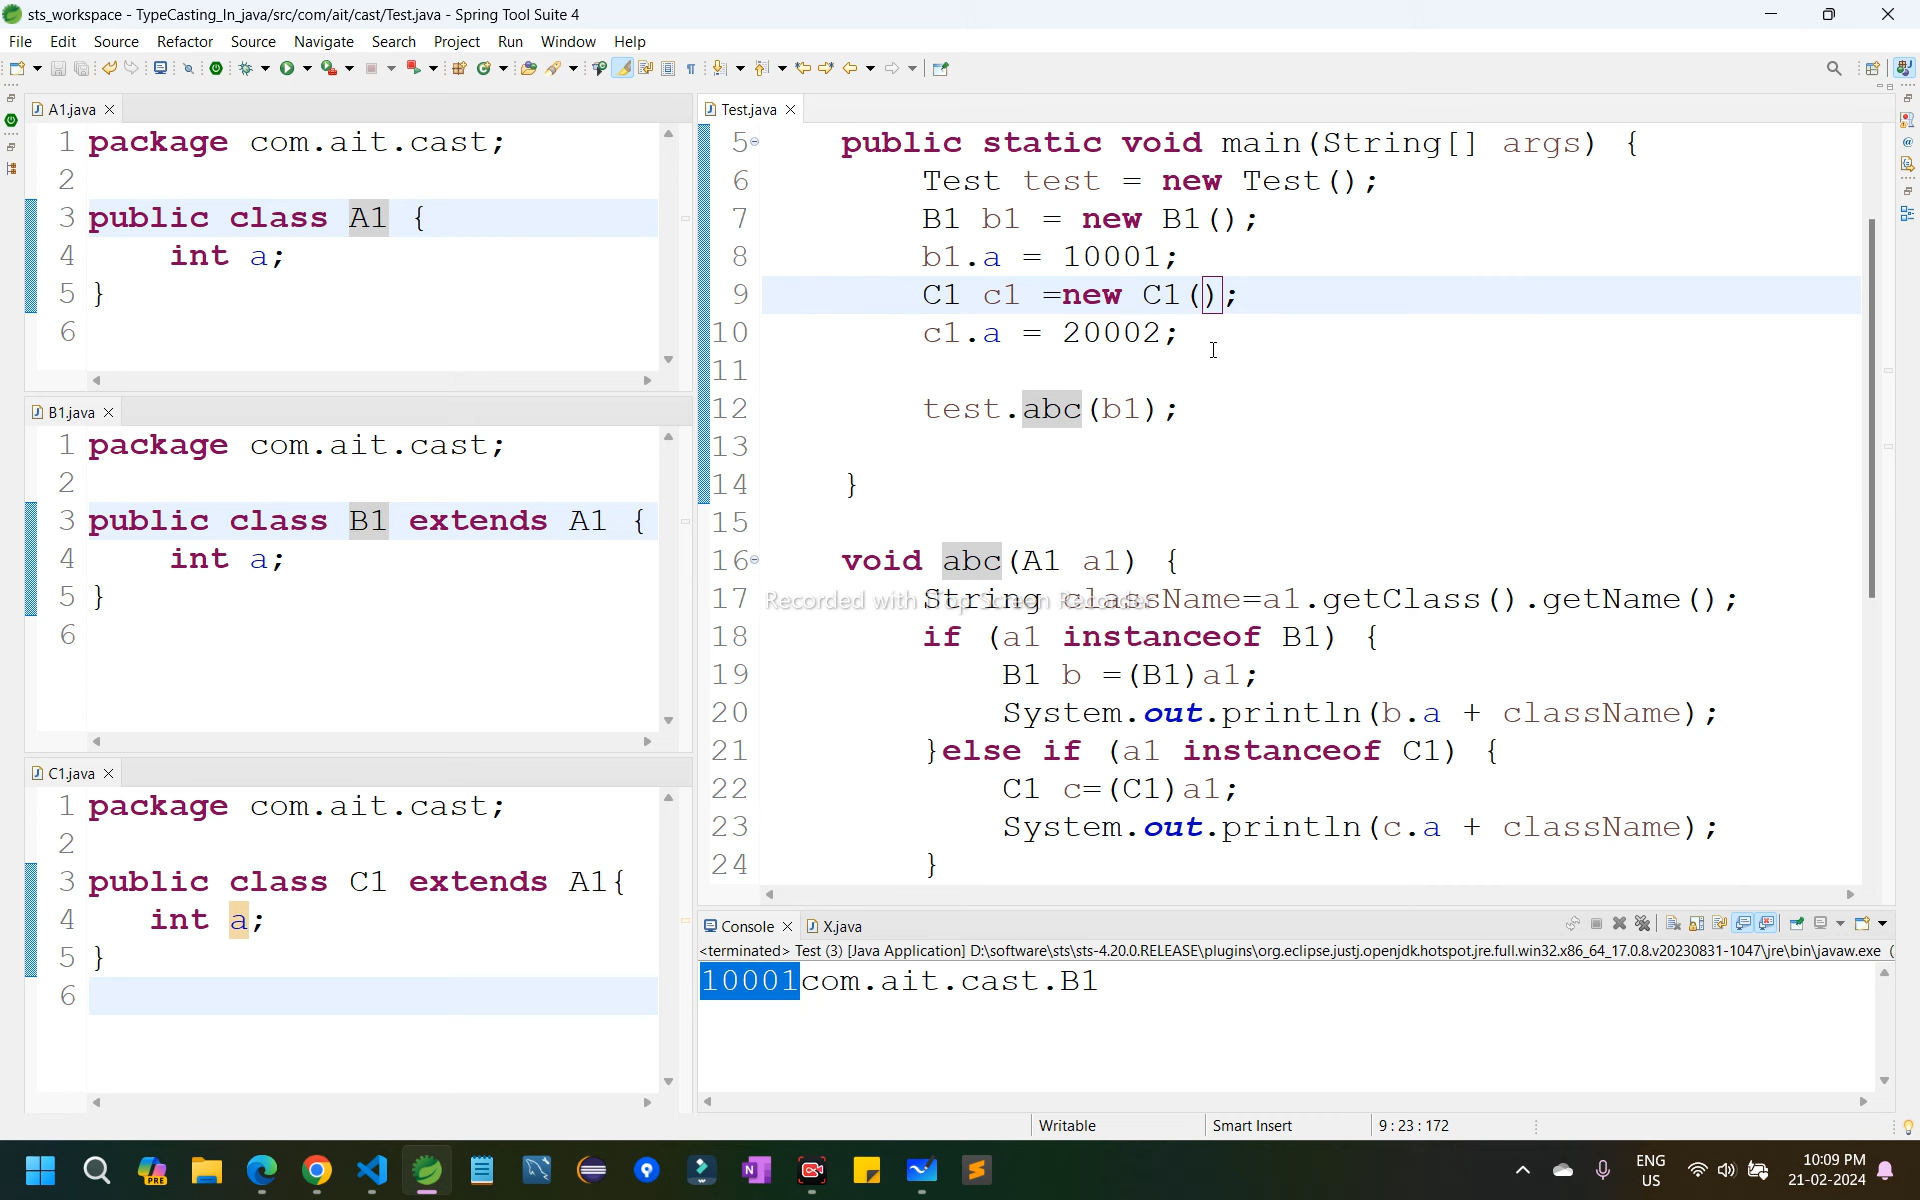 sts_workspace - TypeCasting_In_java/src/com/ait/cast/Test.java - Spring Tool Suite 4
File Edit Source Refactor Source Navigate Search Project Run Window Help
A1.java
1 package com.ait.cast;
2
3 public class A1 {
4 int a;
5 }
6
B1.java
1 package com.ait.cast;
2
3 public class B1 extends A1 {
4 int a;
5 }
6
C1.java
1 package com.ait.cast;
2
3 public class C1 extends A1{
4 int a;
5 }
6
Test.java
5 public static void main(String[] args) {
6 Test test = new Test();
7 B1 b1 = new B1();
8 b1.a = 10001;
9 C1 c1 =new C1();
10 c1.a = 20002;
11
12 test.abc(b1);
13
14 }
15
16 void abc(A1 a1) {
17 String className=a1.getClass().getName();
Recorded with iTop Screen Recorder
18 if (a1 instanceof B1) {
19 B1 b =(B1)a1;
20 System.out.println(b.a + className);
21 }else if (a1 instanceof C1) {
22 C1 c=(C1)a1;
23 System.out.println(c.a + className);
24 }
Console X.java
<terminated> Test (3) [Java Application] D:\software\sts\sts-4.20.0.RELEASE\plugins\org.eclipse.justj.openjdk.hotspot.jre.full.win32.x86_64_17.0.8.v20230831-1047\jre\bin\javaw.exe (
10001com.ait.cast.B1
Writable Smart Insert 9 : 23 : 172
PRE
ENG
US
10:09 PM
21-02-2024